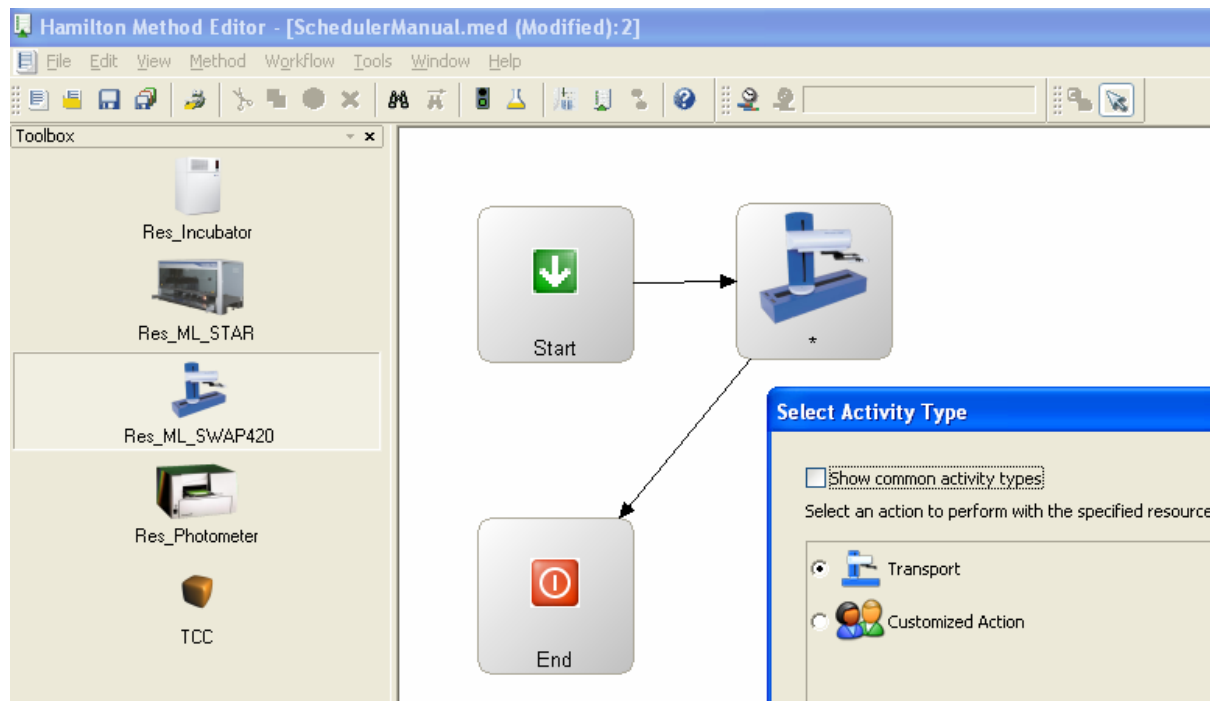 Hamilton Method Editor - [SchedulerManual.med (Modified):2]
File Edit View Method Workflow Tools Window Help
Toolbox
Res_Incubator
Res_ML_STAR
Res_ML_SWAP420
Res_Photometer
TCC
Start
*
End
Select Activity Type
Show common activity types
Select an action to perform with the specified resource
Transport
Customized Action